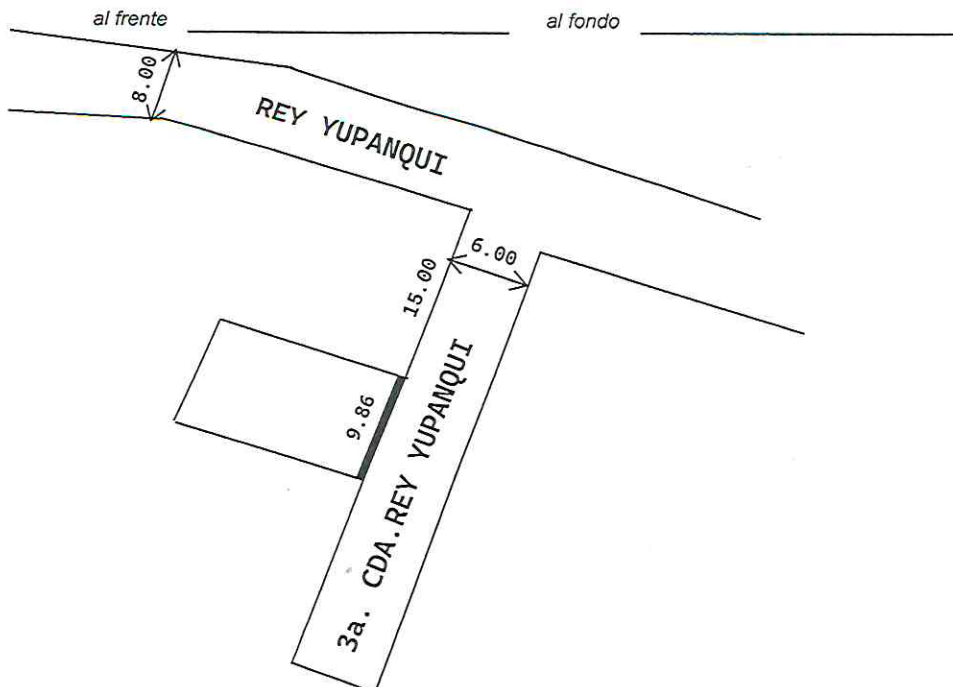 al frente
al fondo
8.00
REY YUPANQUI
6.00
15.00
9.86
3a. CDA.REY YUPANQUI